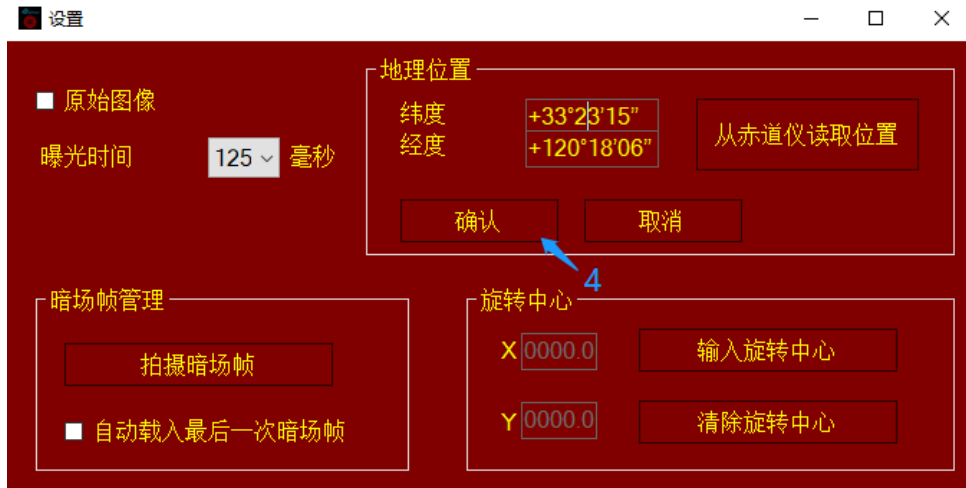 设置
地理位置
原始图像
纬度 +33°23'15”
从赤道仪读取位置
曝光时间 125 毫秒
经度 +120°18'06”
确认 取消
4
暗场帧管理
旋转中心
X 0000.0 输入旋转中心
拍摄暗场帧
Y 0000.0 清除旋转中心
自动载入最后一次暗场帧